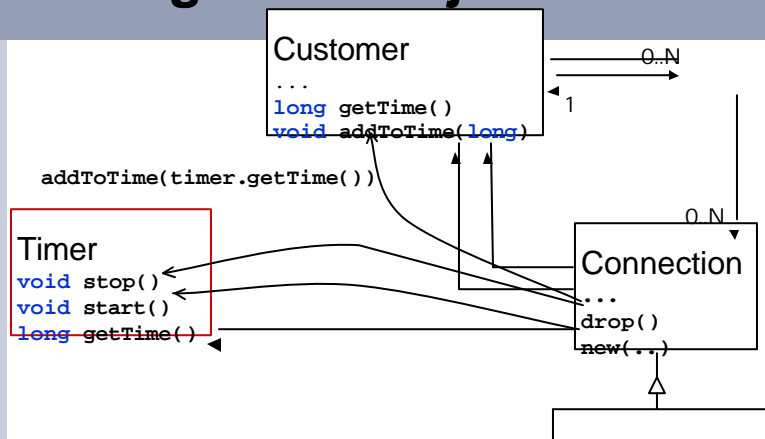 Customer
...
long getTime()
void addToTime(long)
0..N
1
addToTime(timer.getTime())
Timer
void stop()
void start()
long getTime()
0..N
Connection
...
drop()
new(..)